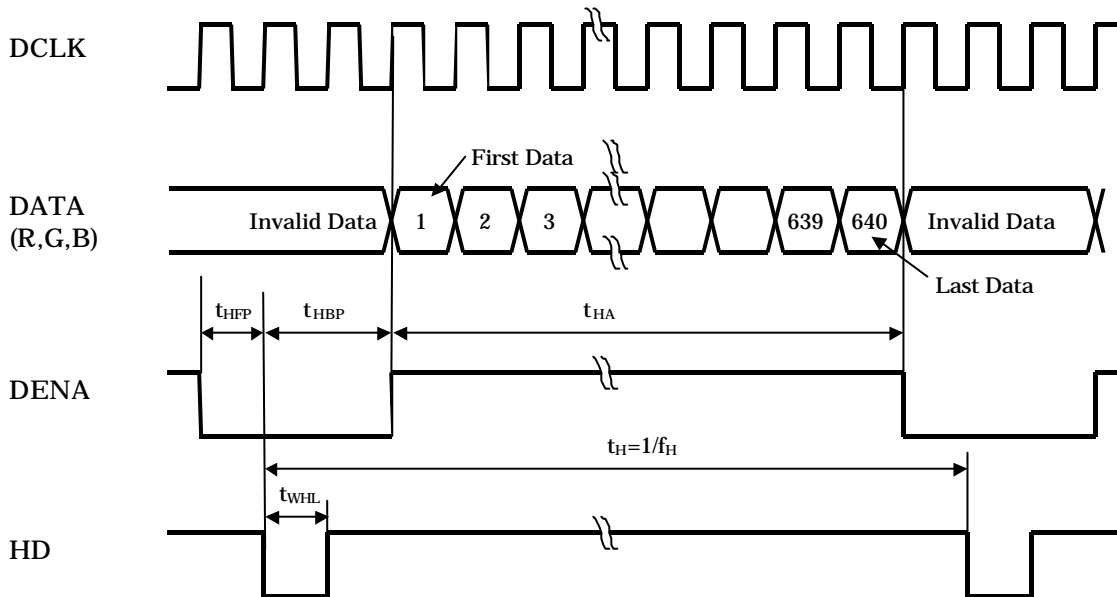 DCLK
First Data
DATA
(R,G,B)
Invalid Data 1 2 3 639 640 Invalid Data
Last Data
tHFP tHBP tHA
DENA
tH=1/fH
tWHL
HD